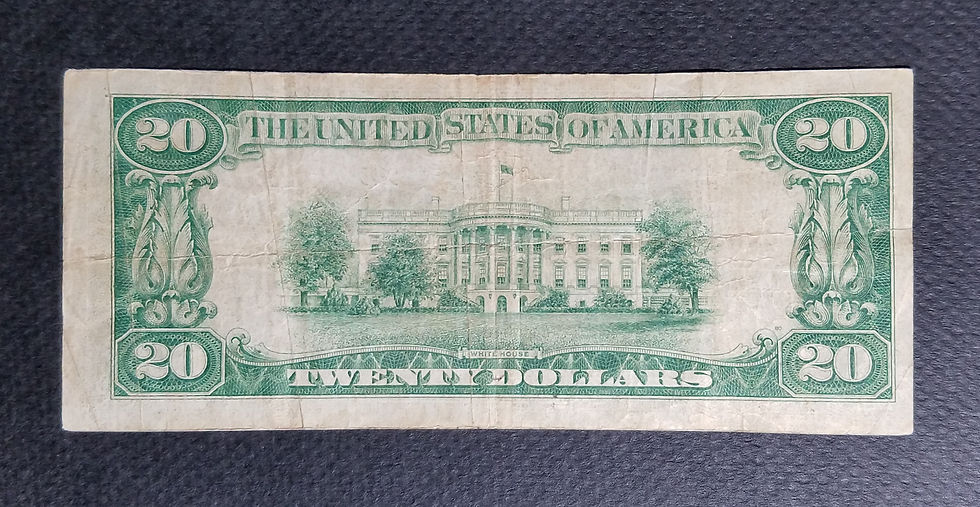 20 THE UNITED STATES OF AMERICA 20
WHITE HOUSE
20 TWENTY DOLLARS 20